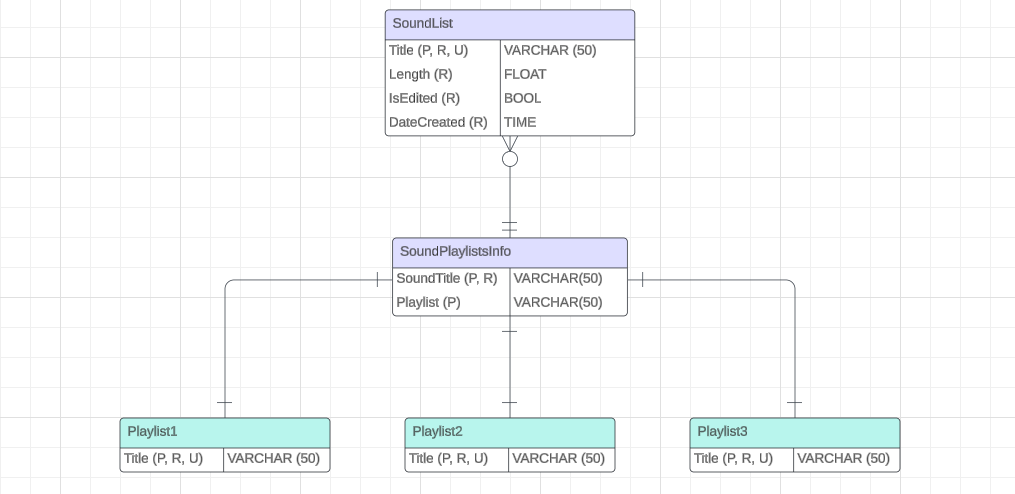 SoundList
Title (P, R, U) VARCHAR (50)
Length (R) FLOAT
IsEdited (R) BOOL
DateCreated (R) TIME
SoundPlaylistsInfo
SoundTitle (P, R) VARCHAR(50)
Playlist (P) VARCHAR(50)
Playlist1 Playlist2 Playlist3
Title (P, R, U) VARCHAR (50) Title (P, R, U) VARCHAR (50) Title (P, R, U) VARCHAR (50)